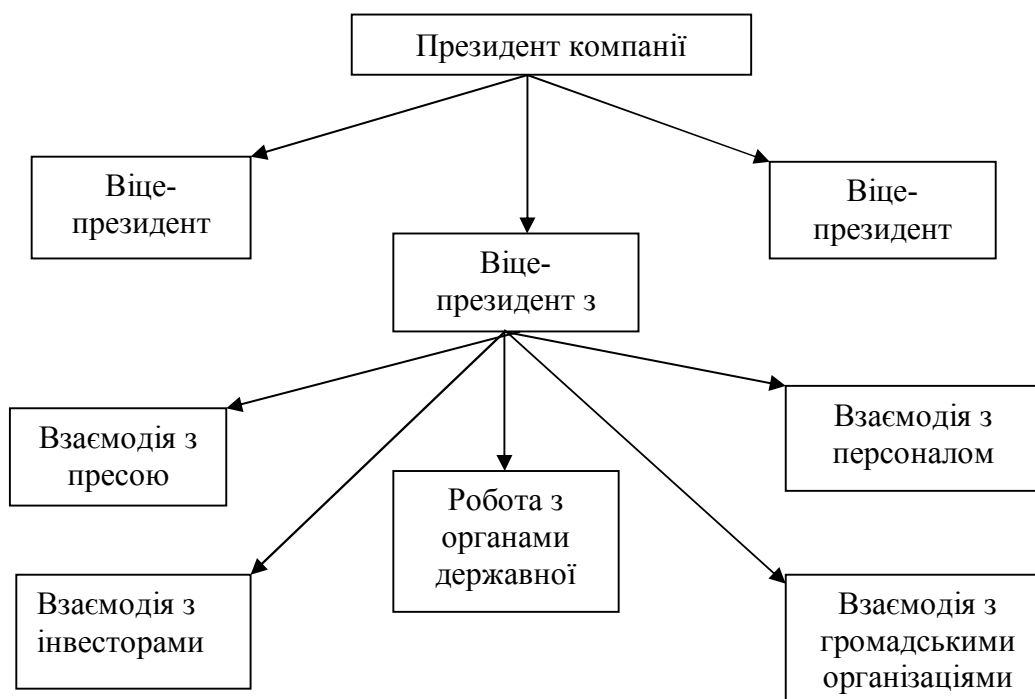 Президент компанії
Віце-
президент
Віце-
президент
Віце-
президент з
Взаємодія з
пресою
Взаємодія з
персоналом
Робота з
органами
державної
Взаємодія з
інвесторами
Взаємодія з
громадськими
організаціями